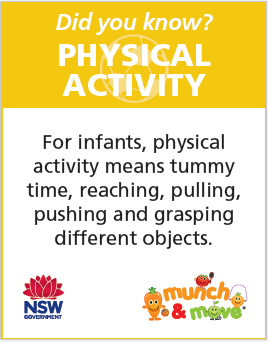 Did you know?
PHYSICAL
ACTIVITY
For infants, physical
activity means tummy
time, reaching, pulling,
pushing and grasping
different objects.
NSW
GOVERNMENT
munch
& move